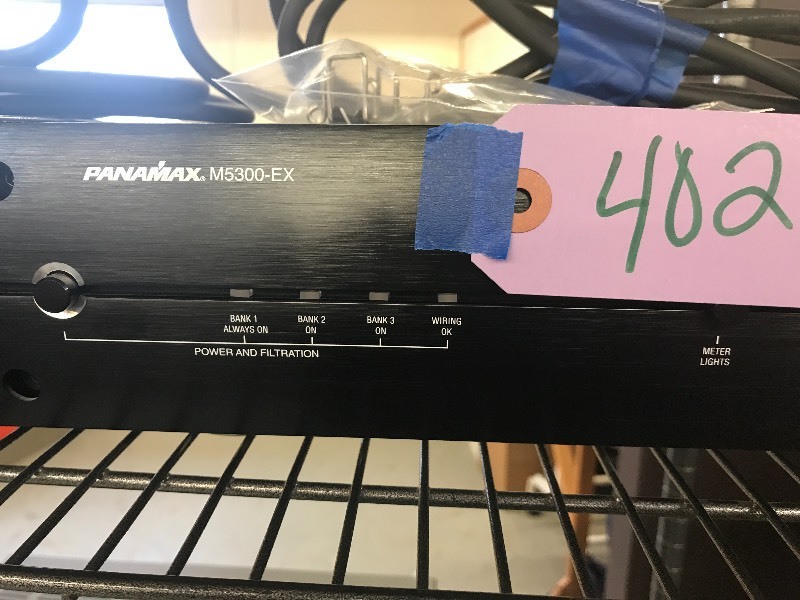 PANAMAX M5300-EX
402
BANK 1
ALWAYS ON
BANK 2
ON
BANK 3
ON
WIRING
OK
POWER AND FILTRATION
METER
LIGHTS